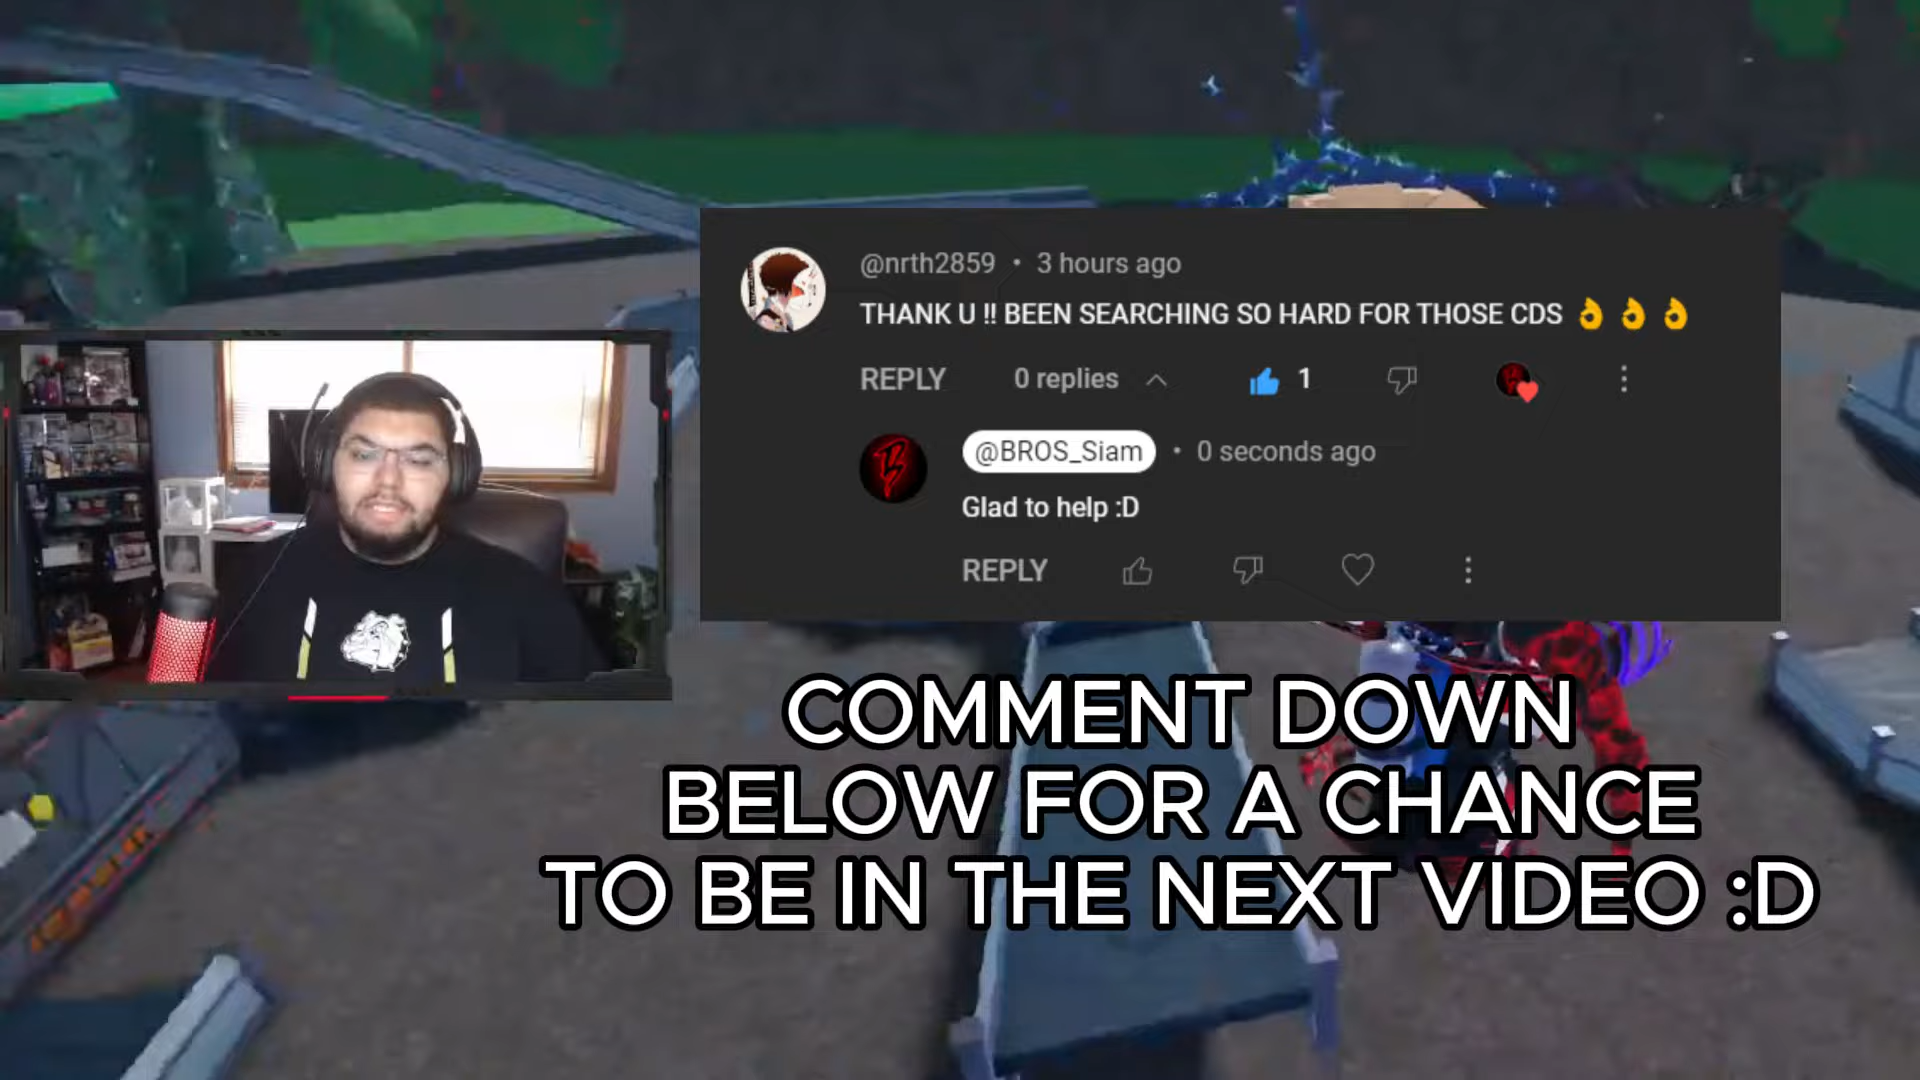 @nrth2859 • 3 hours ago
THANK U !! BEEN SEARCHING SO HARD FOR THOSE CDS 👌 👌 👌
REPLY 0 replies 1
@BROS_Siam • 0 seconds ago
Glad to help :D
REPLY
COMMENT DOWN
BELOW FOR A CHANCE
TO BE IN THE NEXT VIDEO :D